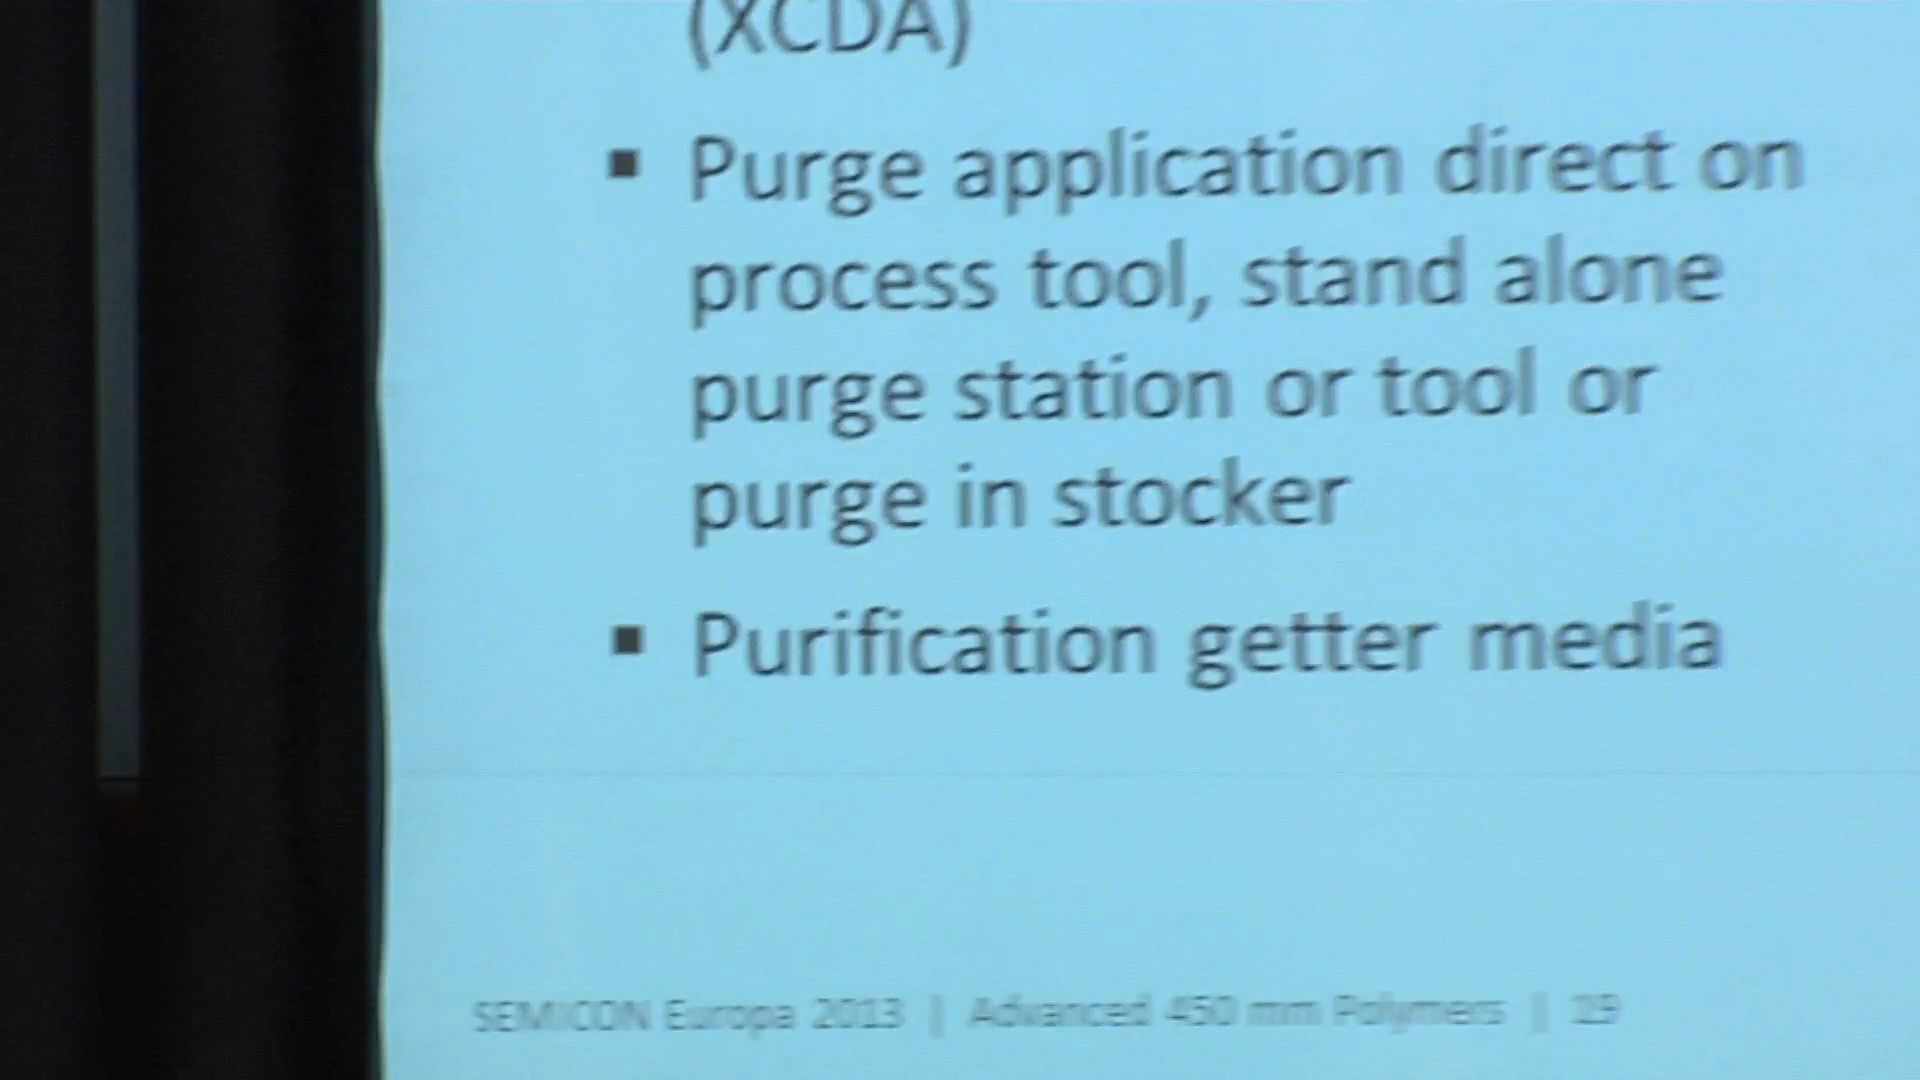 (XCDA)
▪ Purge application direct on
process tool, stand alone
purge station or tool or
purge in stocker
▪ Purification getter media
SEMICON Europa 2013 | Advanced 450 mm Polymers | 19